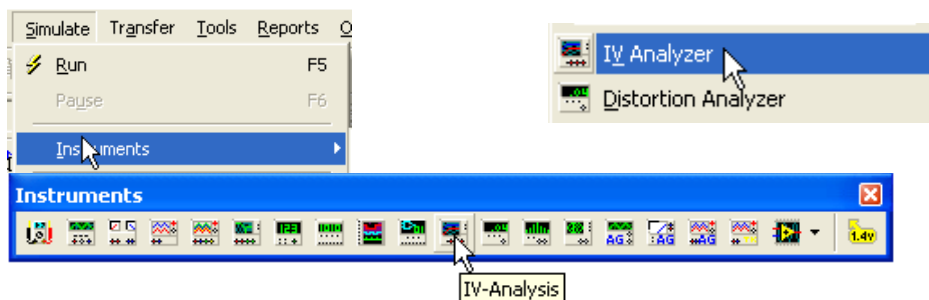 Simulate Transfer Tools Reports O
Run F5
Pause F6
Instruments
IV Analyzer
Distortion Analyzer
Instruments
AG AG AG 1.4v
IV-Analysis